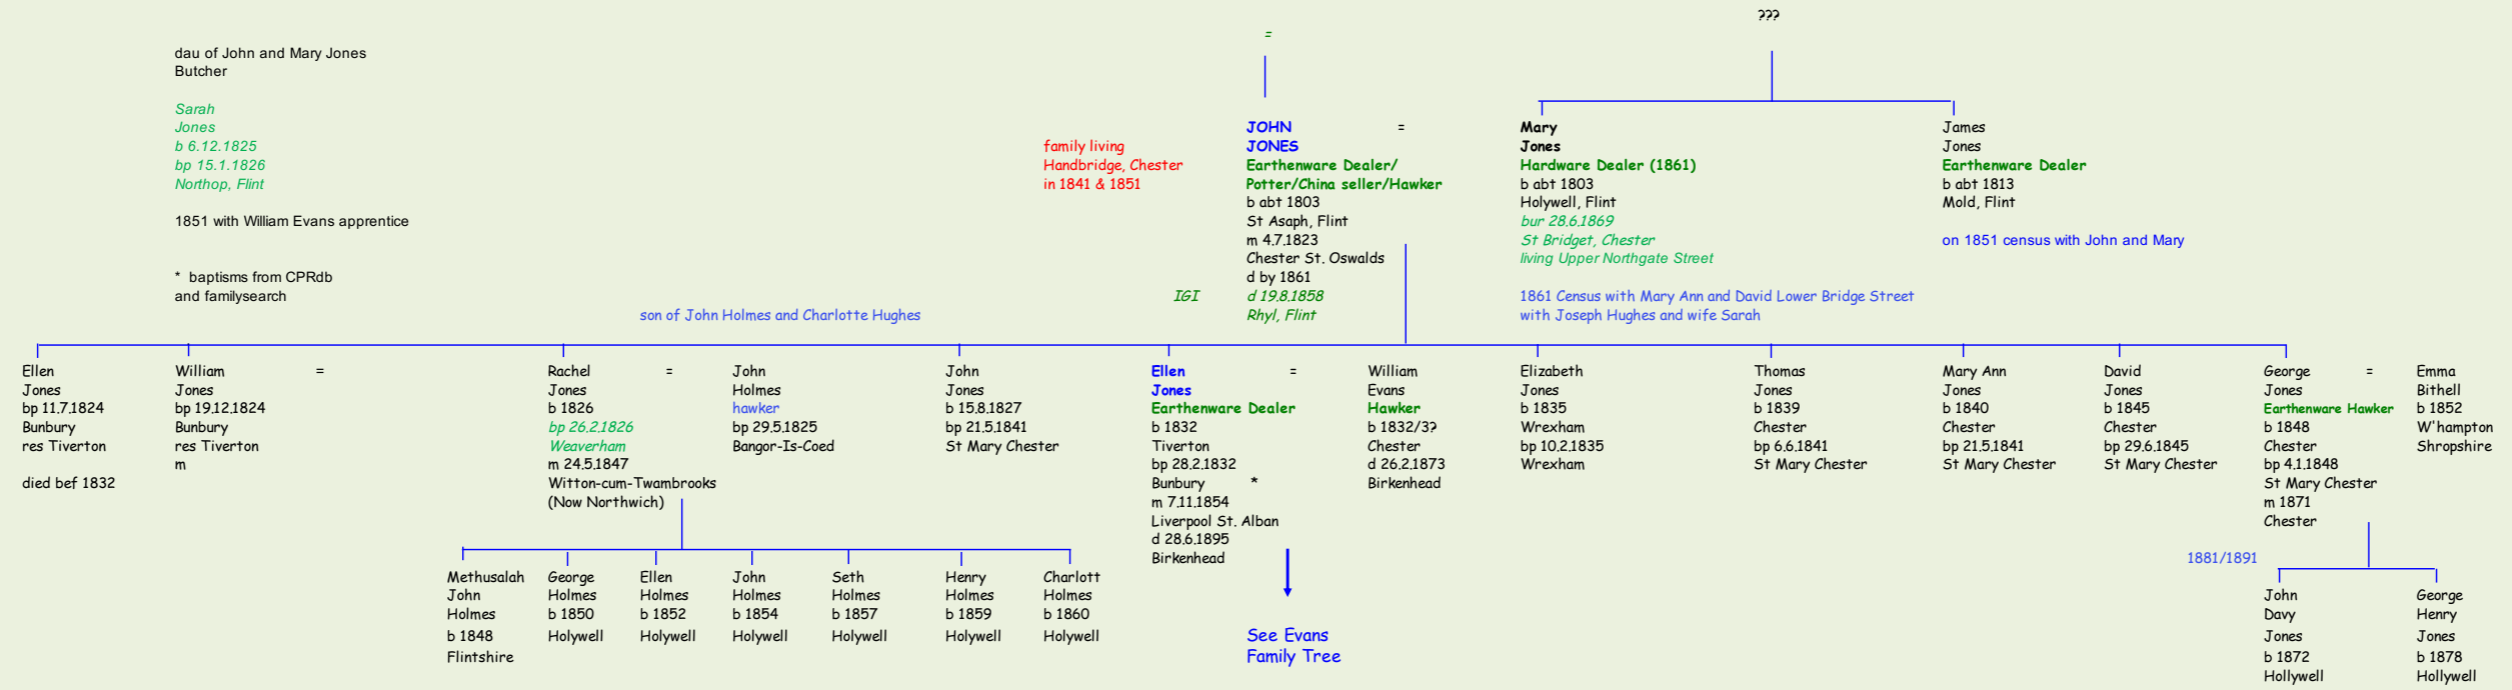 ???
=
dau of John and Mary Jones
Butcher
Sarah
Jones
b 6.12.1825
bp 15.1.1826
Northop, Flint
1851 with William Evans apprentice
* baptisms from CPRdb
and familysearch
family living
Handbridge, Chester
in 1841 & 1851
JOHN
JONES
Earthenware Dealer/
Potter/China seller/Hawker
b abt 1803
St Asaph, Flint
m 4.7.1823
Chester St. Oswalds
d by 1861
IGI d 19.8.1858
Rhyl, Flint
=
Mary
Jones
Hardware Dealer (1861)
b abt 1803
Holywell, Flint
bur 28.6.1869
St Bridget, Chester
living Upper Northgate Street
1861 Census with Mary Ann and David Lower Bridge Street
with Joseph Hughes and wife Sarah
James
Jones
Earthenware Dealer
b abt 1813
Mold, Flint
on 1851 census with John and Mary
son of John Holmes and Charlotte Hughes
Ellen
Jones
bp 11.7.1824
Bunbury
res Tiverton
died bef 1832
William
Jones
bp 19.12.1824
Bunbury
res Tiverton
m
=
Rachel
Jones
b 1826
bp 26.2.1826
Weaverham
m 24.5.1847
Witton-cum-Twambrooks
(Now Northwich)
=
John
Holmes
hawker
bp 29.5.1825
Bangor-Is-Coed
John
Jones
b 15.8.1827
bp 21.5.1841
St Mary Chester
Ellen
Jones
Earthenware Dealer
b 1832
Tiverton
bp 28.2.1832
Bunbury *
m 7.11.1854
Liverpool St. Alban
d 28.6.1895
Birkenhead
=
William
Evans
Hawker
b 1832/3?
Chester
d 26.2.1873
Birkenhead
Elizabeth
Jones
b 1835
Wrexham
bp 10.2.1835
Wrexham
Thomas
Jones
b 1839
Chester
bp 6.6.1841
St Mary Chester
Mary Ann
Jones
b 1840
Chester
bp 21.5.1841
St Mary Chester
David
Jones
b 1845
Chester
bp 29.6.1845
St Mary Chester
George
Jones
Earthenware Hawker
b 1848
Chester
bp 4.1.1848
St Mary Chester
m 1871
Chester
=
Emma
Bithell
b 1852
W'hampton
Shropshire
Methusalah
John
Holmes
b 1848
Flintshire
George
Holmes
b 1850
Holywell
Ellen
Holmes
b 1852
Holywell
John
Holmes
b 1854
Holywell
Seth
Holmes
b 1857
Holywell
Henry
Holmes
b 1859
Holywell
Charlott
Holmes
b 1860
Holywell
See Evans
Family Tree
1881/1891
John
Davy
Jones
b 1872
Hollywell
George
Henry
Jones
b 1878
Hollywell